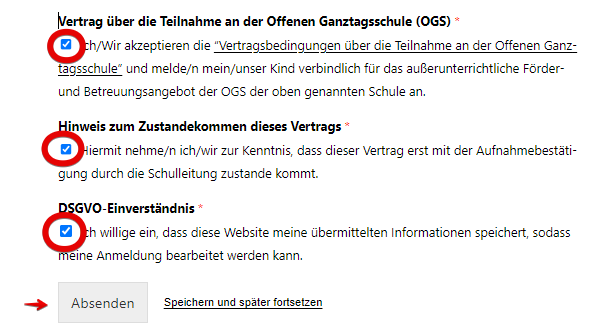 Vertrag über die Teilnahme an der Offenen Ganztagsschule (OGS) *
ch/Wir akzeptieren die “Vertragsbedingungen über die Teilnahme an der Offenen Ganz-
tagsschule” und melde/n mein/unser Kind verbindlich für das außerunterrichtliche Förder-
und Betreuungsangebot der OGS der oben genannten Schule an.
Hinweis zum Zustandekommen dieses Vertrags *
Hiermit nehme/n ich/wir zur Kenntnis, dass dieser Vertrag erst mit der Aufnahmebestäti-
gung durch die Schulleitung zustande kommt.
DSGVO-Einverständnis *
ch willige ein, dass diese Website meine übermittelten Informationen speichert, sodass
meine Anmeldung bearbeitet werden kann.
Absenden Speichern und später fortsetzen